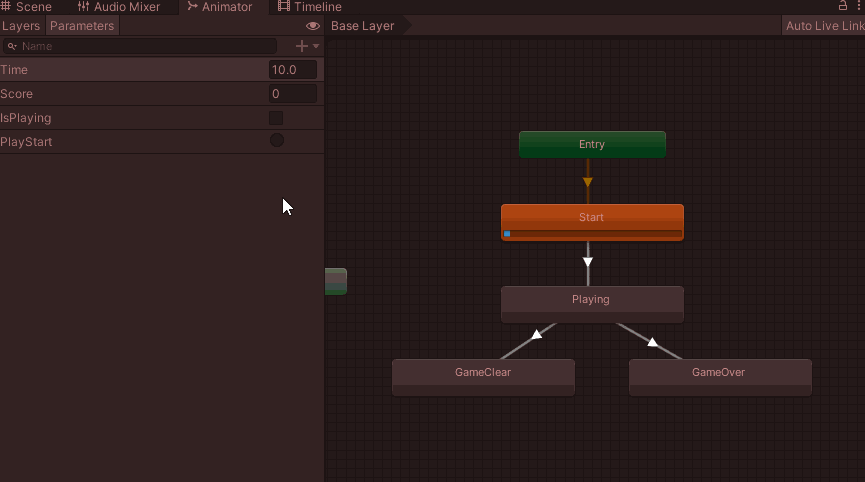 Scene Audio Mixer Animator Timeline
Layers Parameters Base Layer Auto Live Link
Name
Time 10.0
Score 0
IsPlaying
PlayStart
Entry
Start
Playing
GameClear GameOver